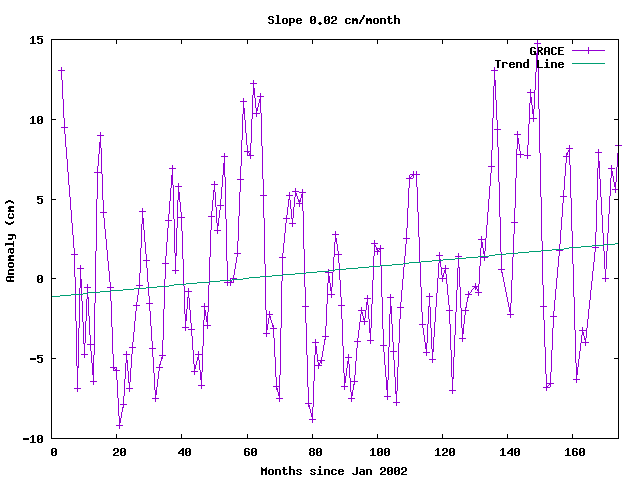 Slope 0.02 cm/month
GRACE
Trend Line
Anomaly (cm)
15
10
5
0
-5
-10
0 20 40 60 80 100 120 140 160
Months since Jan 2002